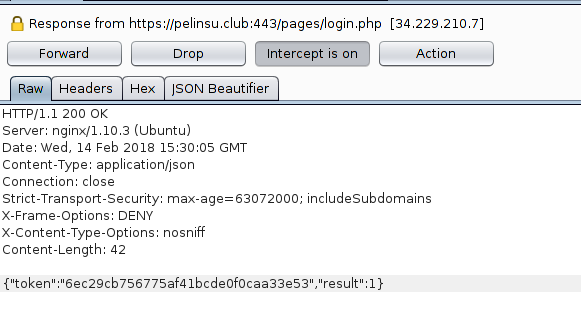 Response from https://pelinsu.club:443/pages/login.php [34.229.210.7]
Forward Drop Intercept is on Action
Raw Headers Hex JSON Beautifier
HTTP/1.1 200 OK
Server: nginx/1.10.3 (Ubuntu)
Date: Wed, 14 Feb 2018 15:30:05 GMT
Content-Type: application/json
Connection: close
Strict-Transport-Security: max-age=63072000; includeSubdomains
X-Frame-Options: DENY
X-Content-Type-Options: nosniff
Content-Length: 42
{"token":"6ec29cb756775af41bcde0f0caa33e53","result":1}